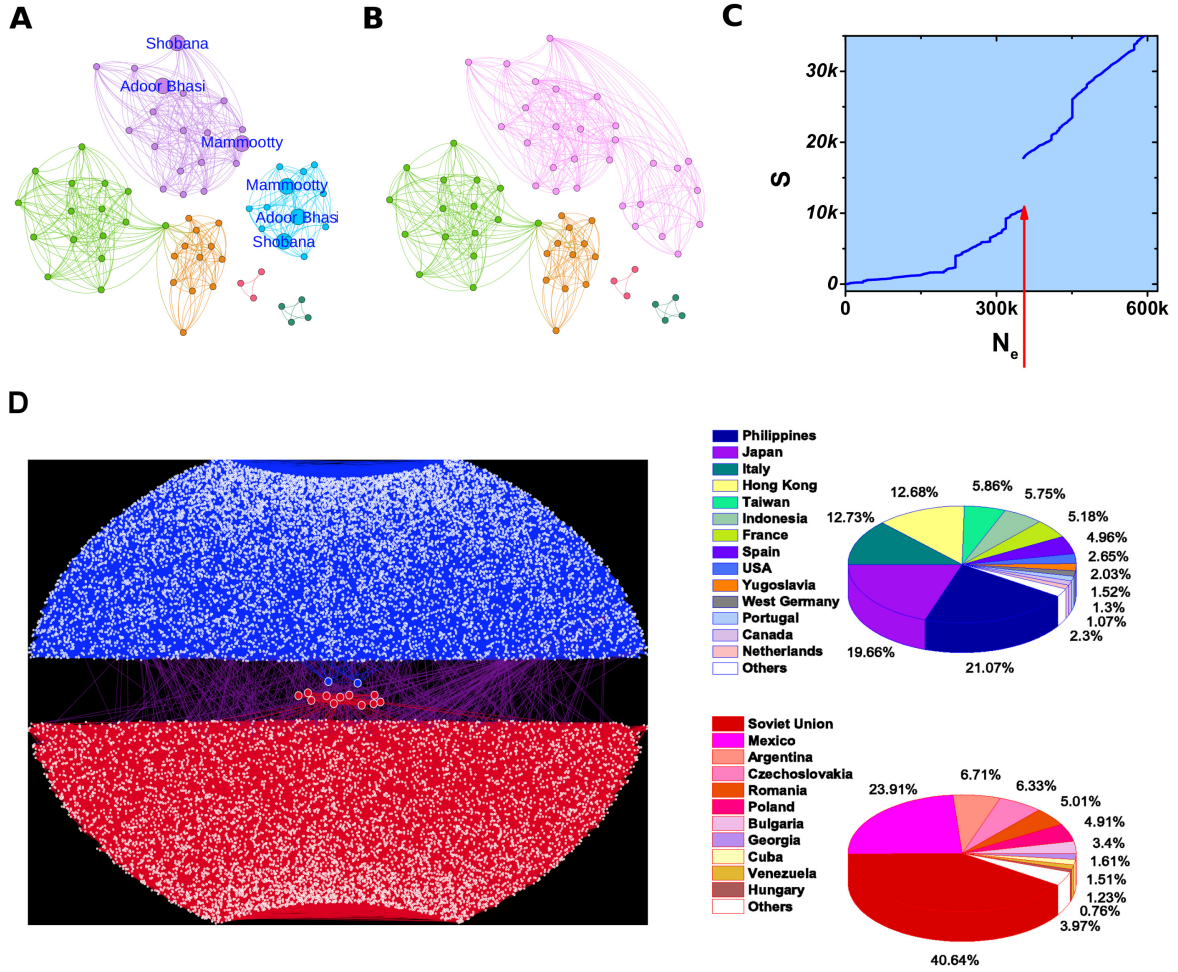 A
B
C
Shobana
Adoor Bhasi
Mammootty
Mammootty
Adoor Bhasi
Shobana
30k
20k
10k
0
S
0
300k
600k
Ne
D
Philippines
Japan
Italy
Hong Kong
Taiwan
Indonesia
France
Spain
USA
Yugoslavia
West Germany
Portugal
Canada
Netherlands
Others
12.68%
5.86%
5.75%
12.73%
5.18%
4.96%
2.65%
2.03%
1.52%
1.3%
1.07%
2.3%
19.66%
21.07%
Soviet Union
Mexico
Argentina
Czechoslovakia
Romania
Poland
Bulgaria
Georgia
Cuba
Venezuela
Hungary
Others
23.91%
6.71%
6.33%
5.01%
4.91%
3.4%
1.61%
1.51%
1.23%
0.76%
3.97%
40.64%